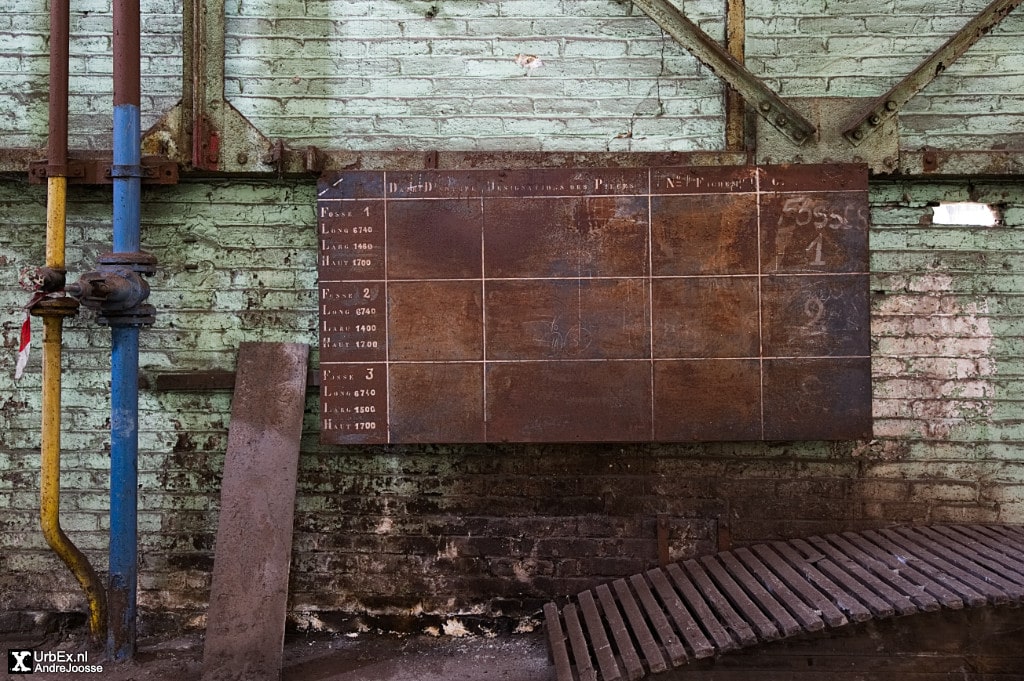 Désignations des Pièces
Fosse 1
Long 6740
Larg 1460
Haut 1700
Fosse 2
Long 6740
Larg 1400
Haut 1700
Fosse 3
Long 6740
Larg 1500
Haut 1700
1
2
X UrbEx.nl
AndreJoosse